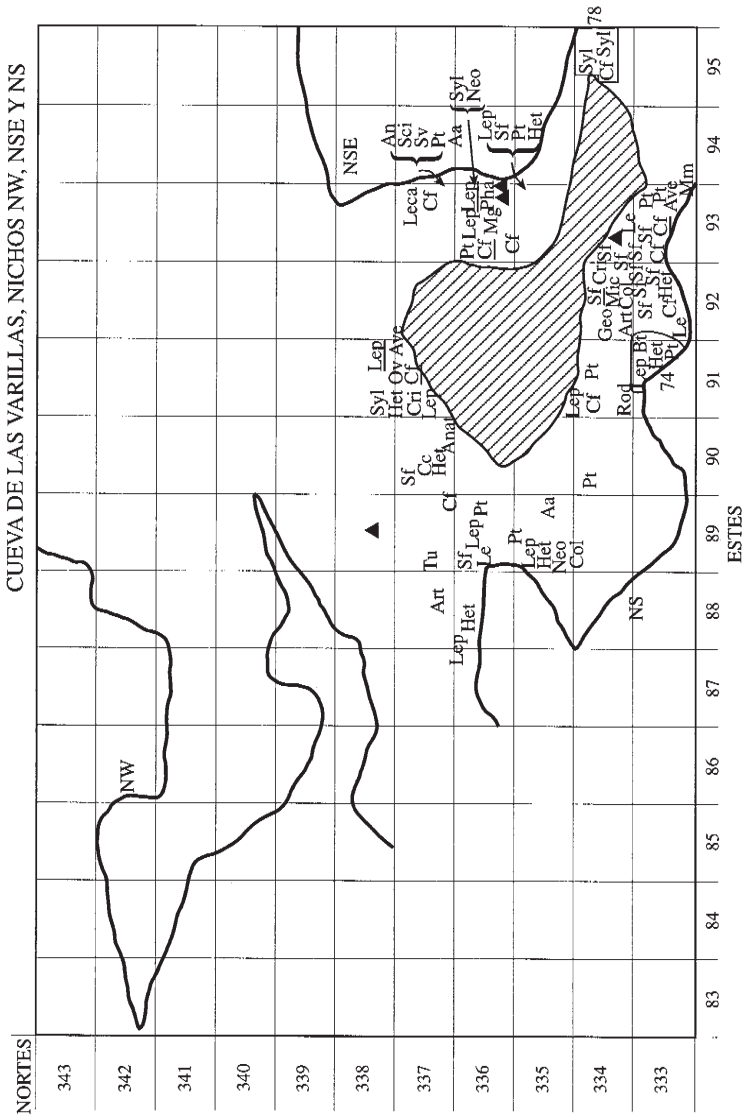 CUEVA DE LAS VARILLAS, NICHOS NW, NSE Y NS
NORTES
343
342
341
340
339
338
337
336
335
334
333
83
84
85
86
87
88
89
90
91
92
93
94
95
ESTES
NW
NSE
NS
An
Sci
Sv
Pt
Leca
Cf
Aa
Syl
Neo
Lep
Sf
Pt
Het
Pt Lep Lep
Cf Mg Pha
Cf
78
Syl
Cf Syl
Lep
Syl
Het Ov Ave
Cri Cf
Lep
Anat
Sf
Cc
Het
Cf
Tu
Sf Lep Pt
Le
Art
Lep Het
Pt
Lep
Het
Neo
Col
Aa
Pt
Lep
Cf Pt
Rod
Lep Bt
Het
Pt
Le
74
Geo
Sf Cri Sf
Mic Sf
Art Col
Sf Sf Sf Le
Sf Sf
Cf Het Cf Cf
Pt
Pt
Ave
Mm